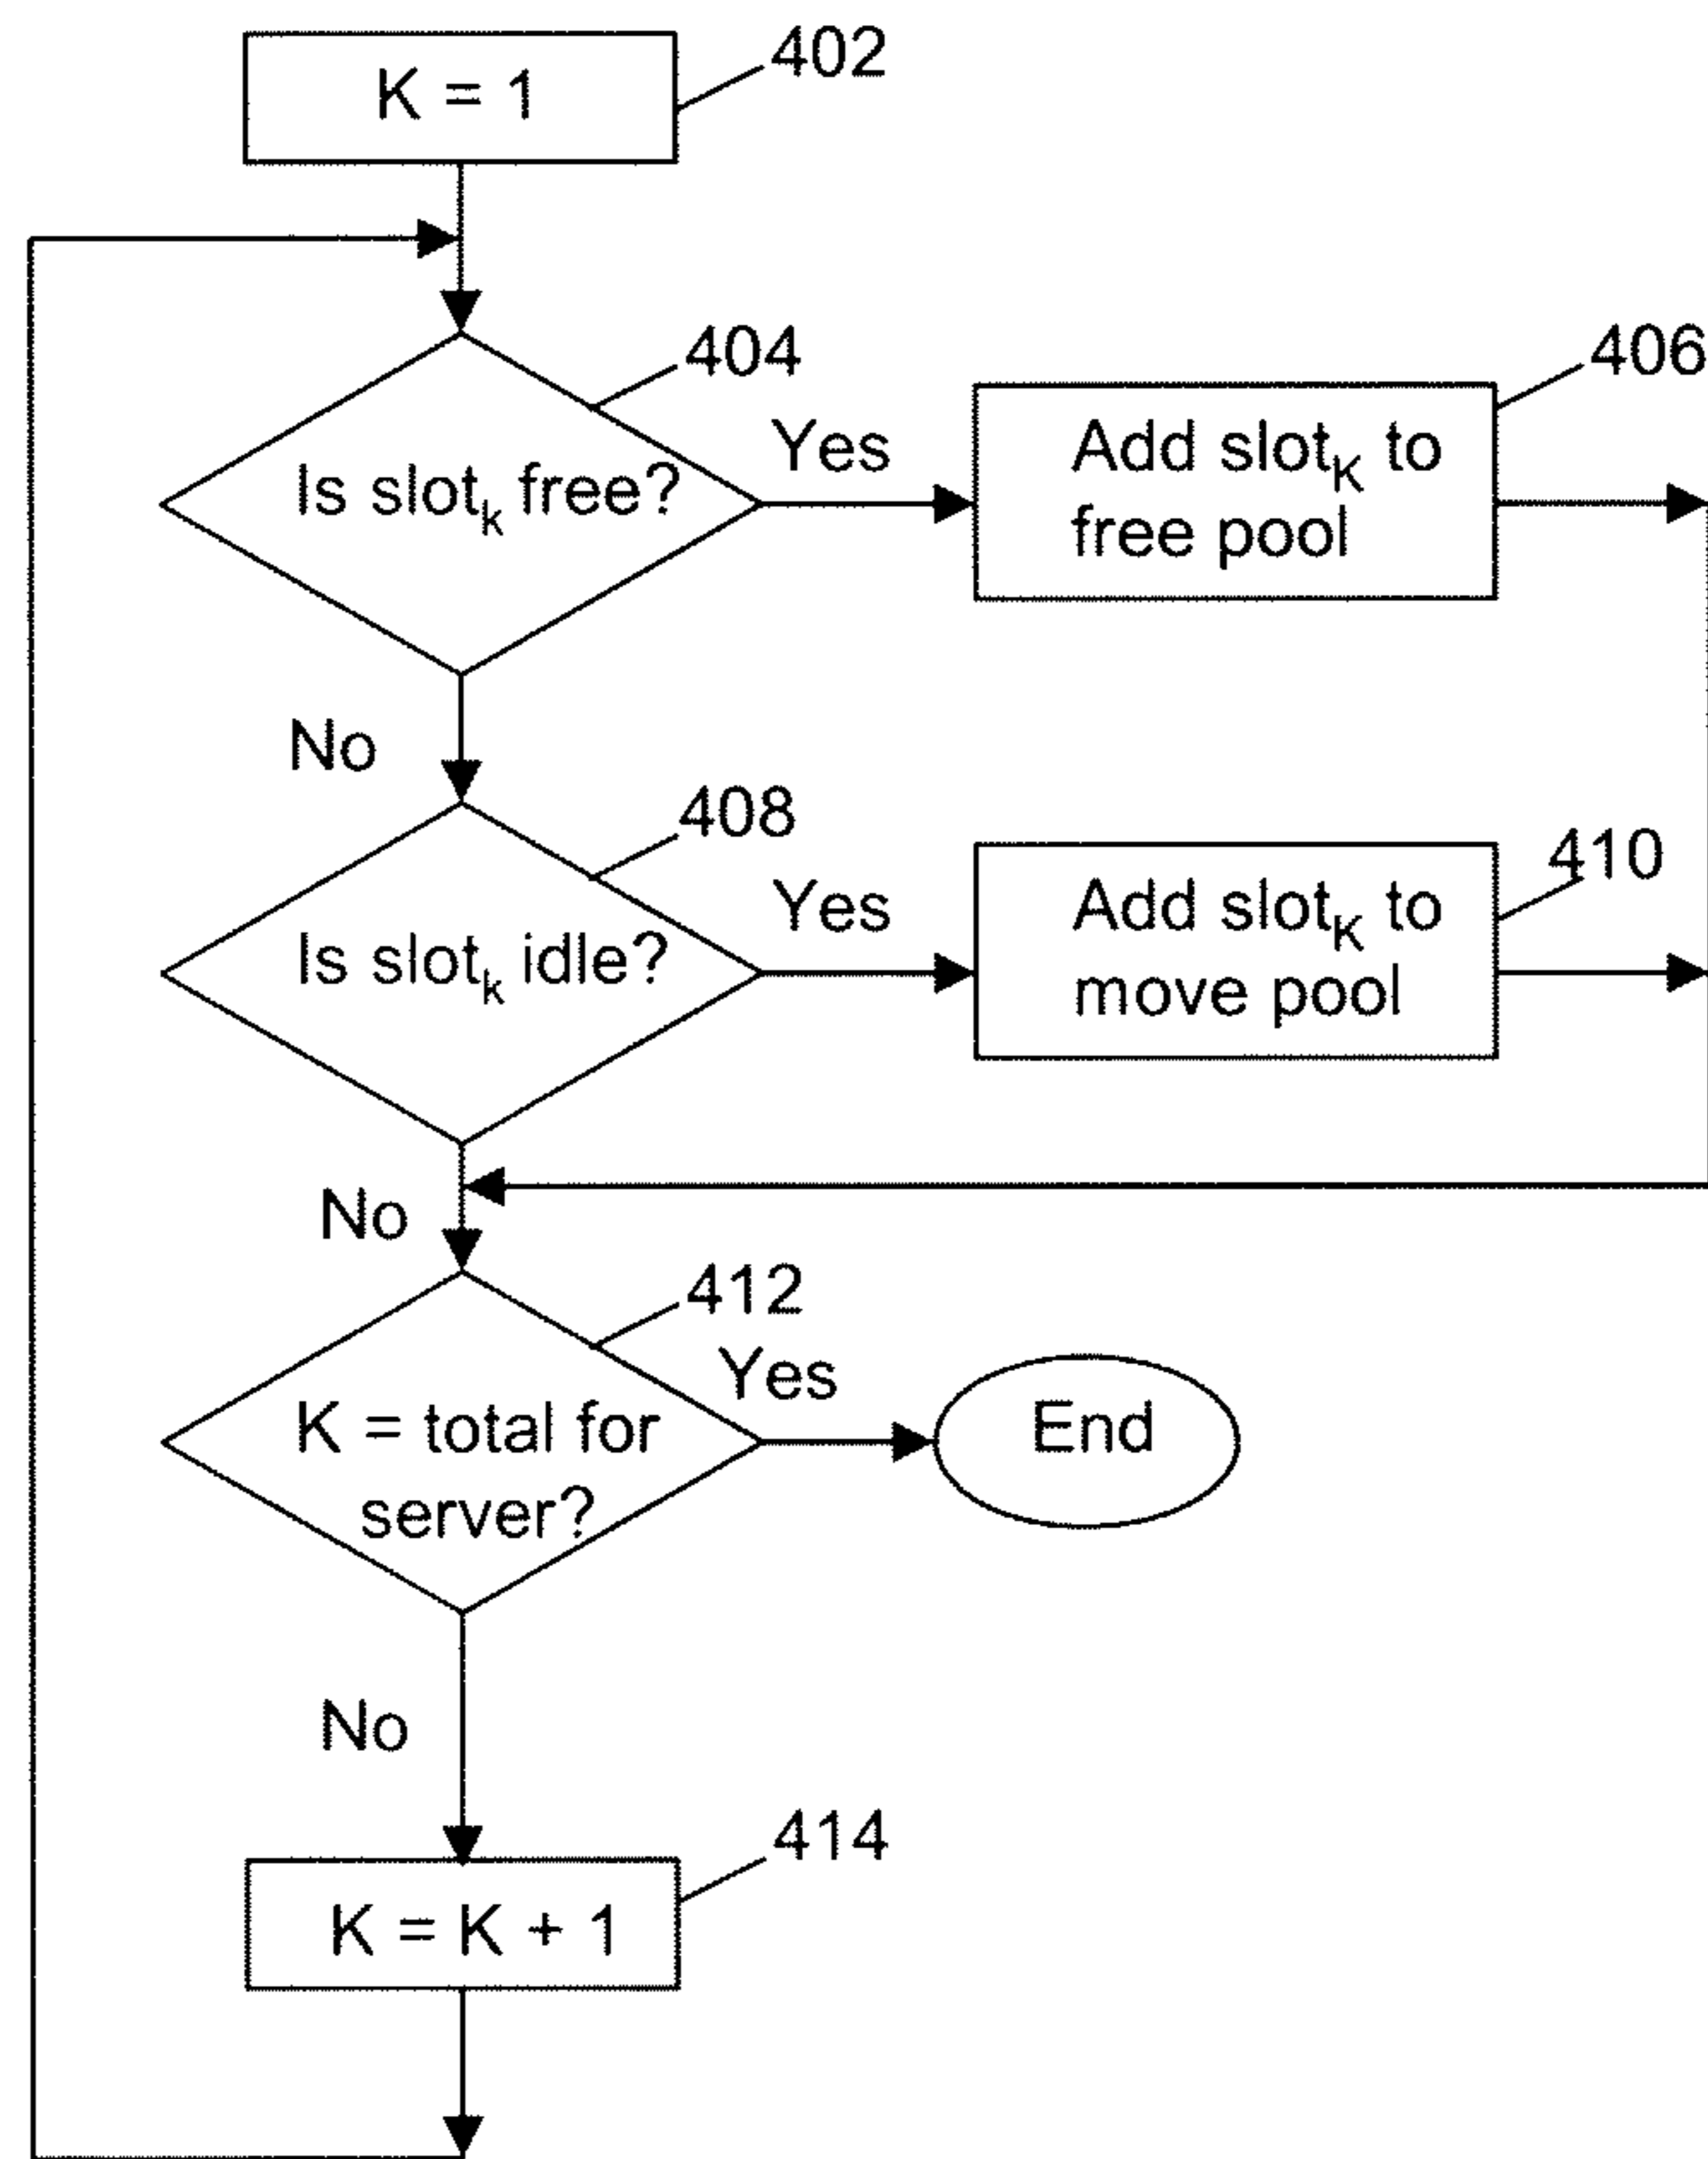 K = 1
402
Is slotk free?
404
Yes
Add slotK to
free pool
406
No
Is slotk idle?
408
Yes
Add slotK to
move pool
410
No
K = total for
server?
412
Yes
End
No
K = K + 1
414